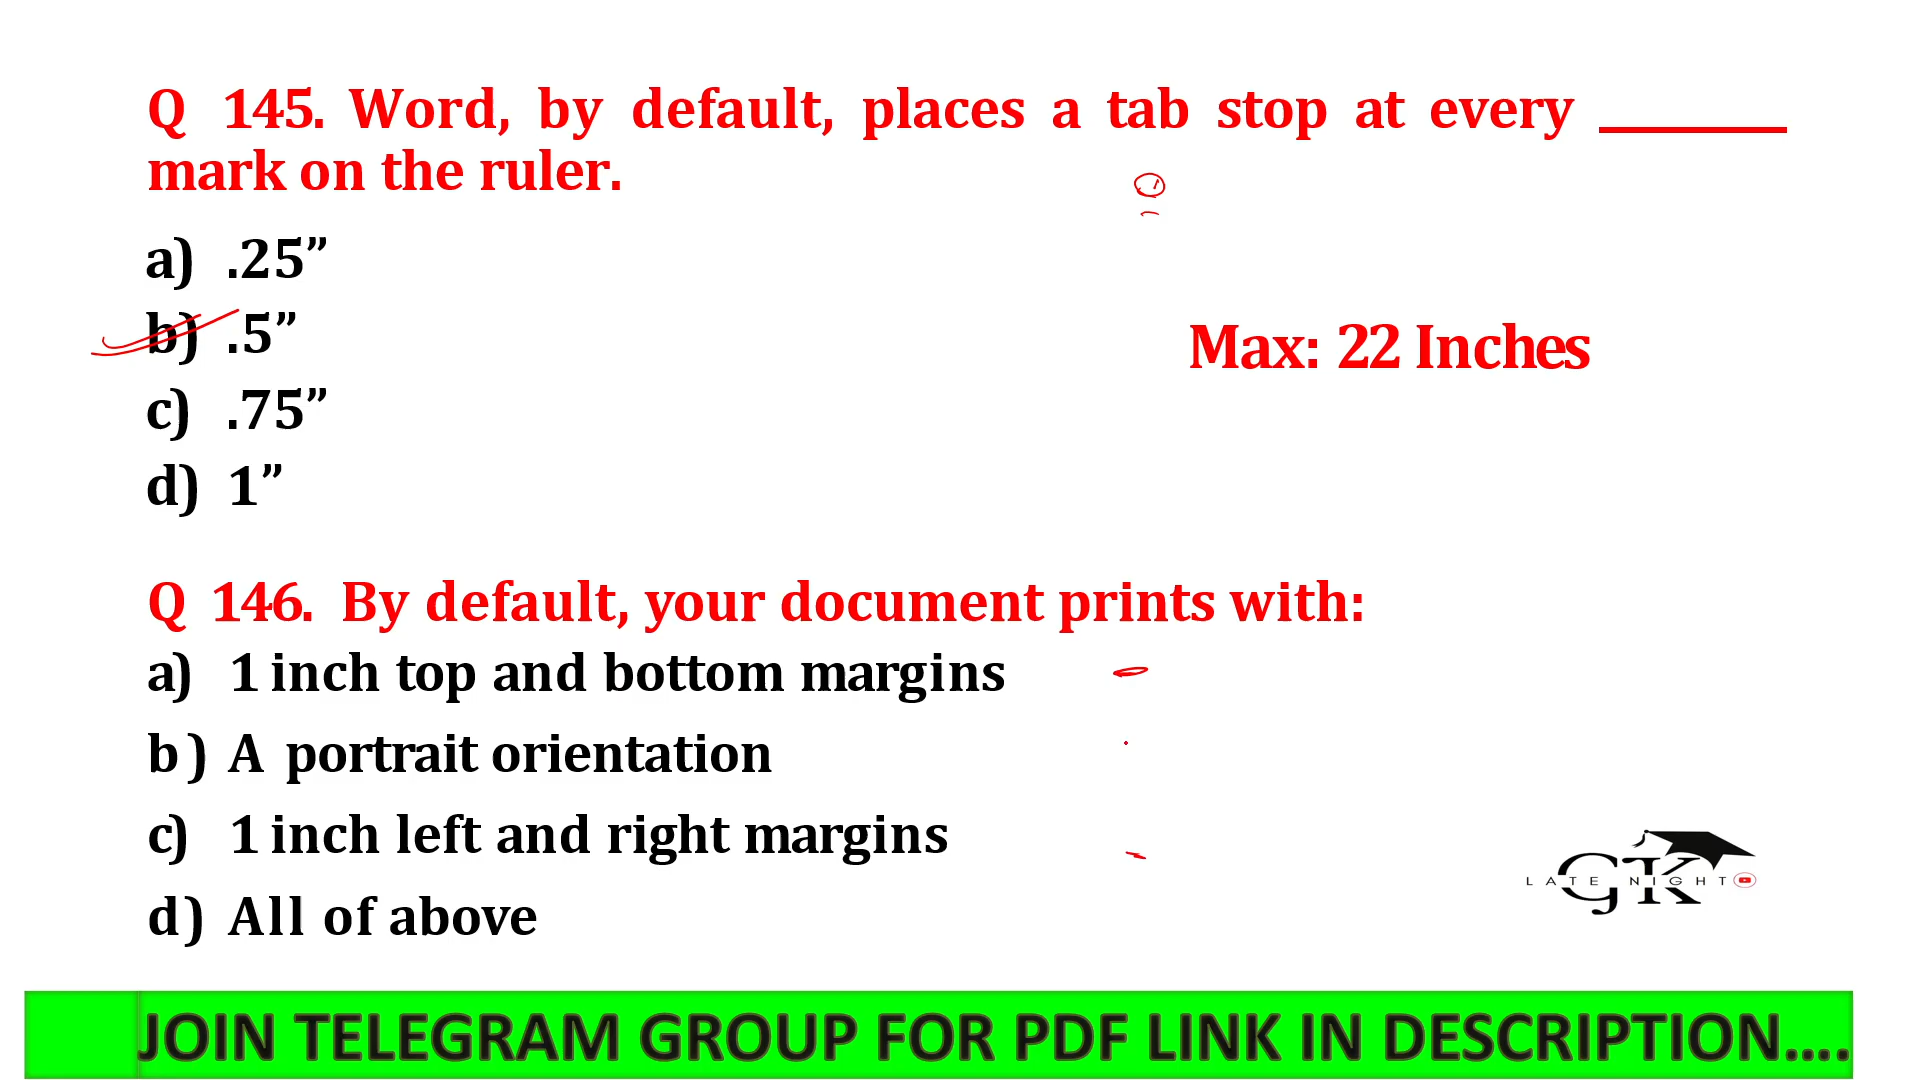 Q 145. Word, by default, places a tab stop at every ______
mark on the ruler.
a) .25”
b) .5”
Max: 22 Inches
c) .75”
d) 1”
Q 146. By default, your document prints with:
a) 1 inch top and bottom margins
b) A portrait orientation
c) 1 inch left and right margins
d) All of above
GK
LATE NIGHT
JOIN TELEGRAM GROUP FOR PDF LINK IN DESCRIPTION....